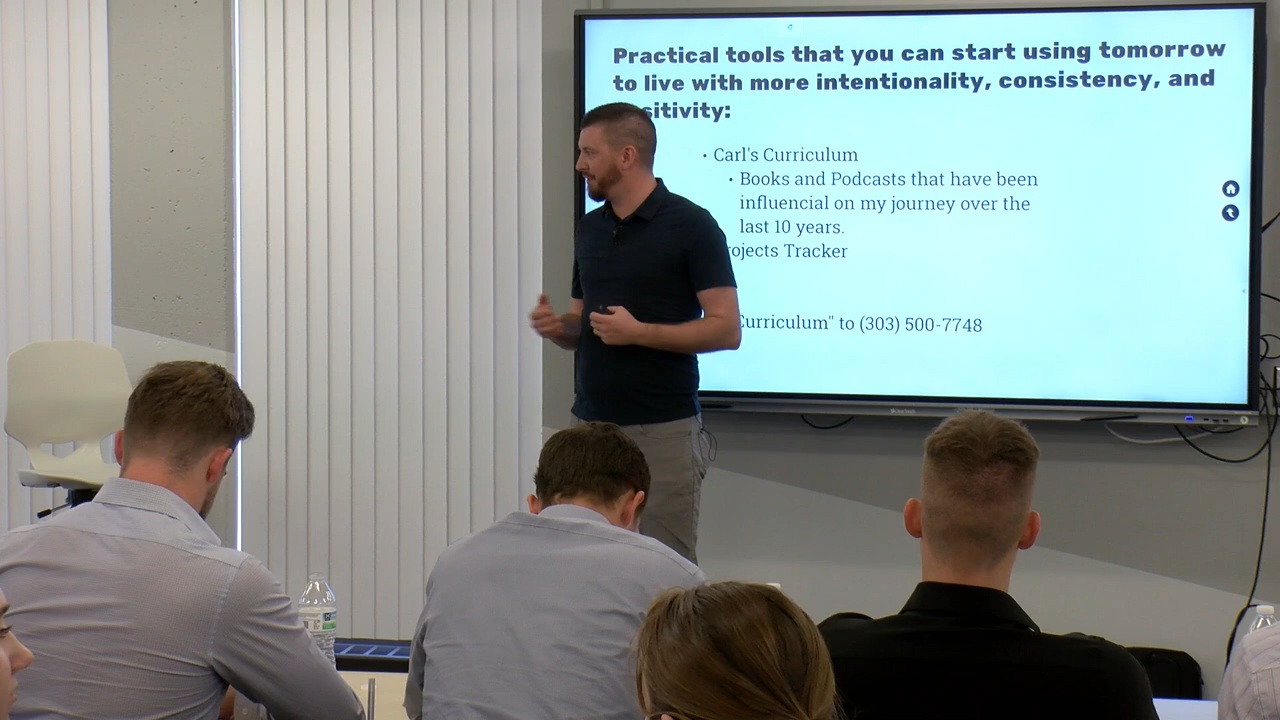 Practical tools that you can start using tomorrow
to live with more intentionality, consistency, and
sitivity:
• Carl's Curriculum
• Books and Podcasts that have been
influencial on my journey over the
last 10 years.
rojects Tracker
Curriculum" to (303) 500-7748